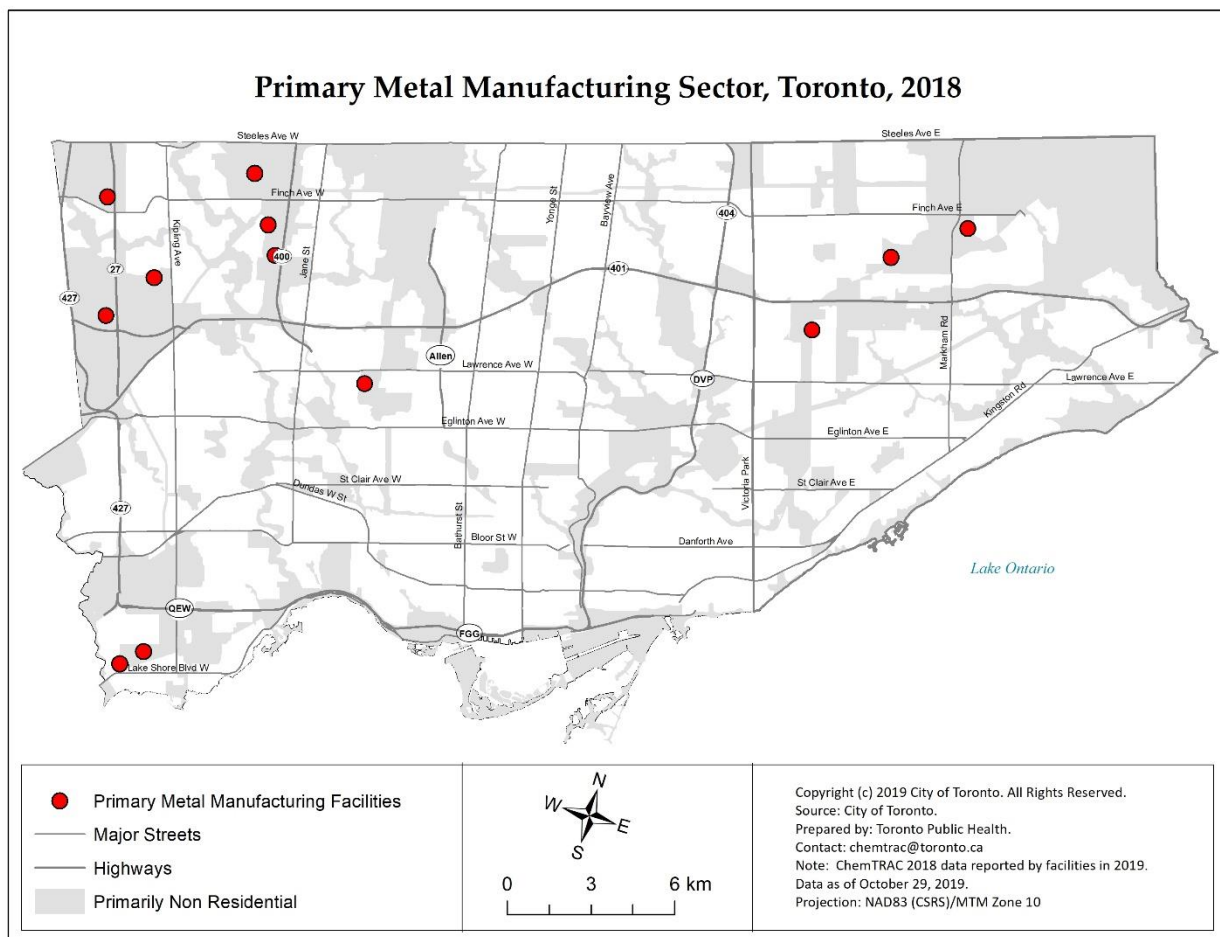 Primary Metal Manufacturing Sector, Toronto, 2018
Steeles Ave W
Steeles Ave E
Finch Ave W
Finch Ave E
Kipling Ave
Jane St
Yonge St
Bayview Ave
404
27
400
401
427
Markham Rd
Allen
Lawrence Ave W
DVP
Lawrence Ave E
Kingston Rd
Eglinton Ave W
Eglinton Ave E
Victoria Park
St Clair Ave W
St Clair Ave E
Dundas W St
427
Bathurst St
Bloor St W
Danforth Ave
Lake Ontario
QEW
FGG
Lake Shore Blvd W
Primary Metal Manufacturing Facilities
Major Streets
Highways
Primarily Non Residential
N
W
E
S
0 3 6 km
Copyright (c) 2019 City of Toronto. All Rights Reserved.
Source: City of Toronto.
Prepared by: Toronto Public Health.
Contact: chemtrac@toronto.ca
Note: ChemTRAC 2018 data reported by facilities in 2019.
Data as of October 29, 2019.
Projection: NAD83 (CSRS)/MTM Zone 10